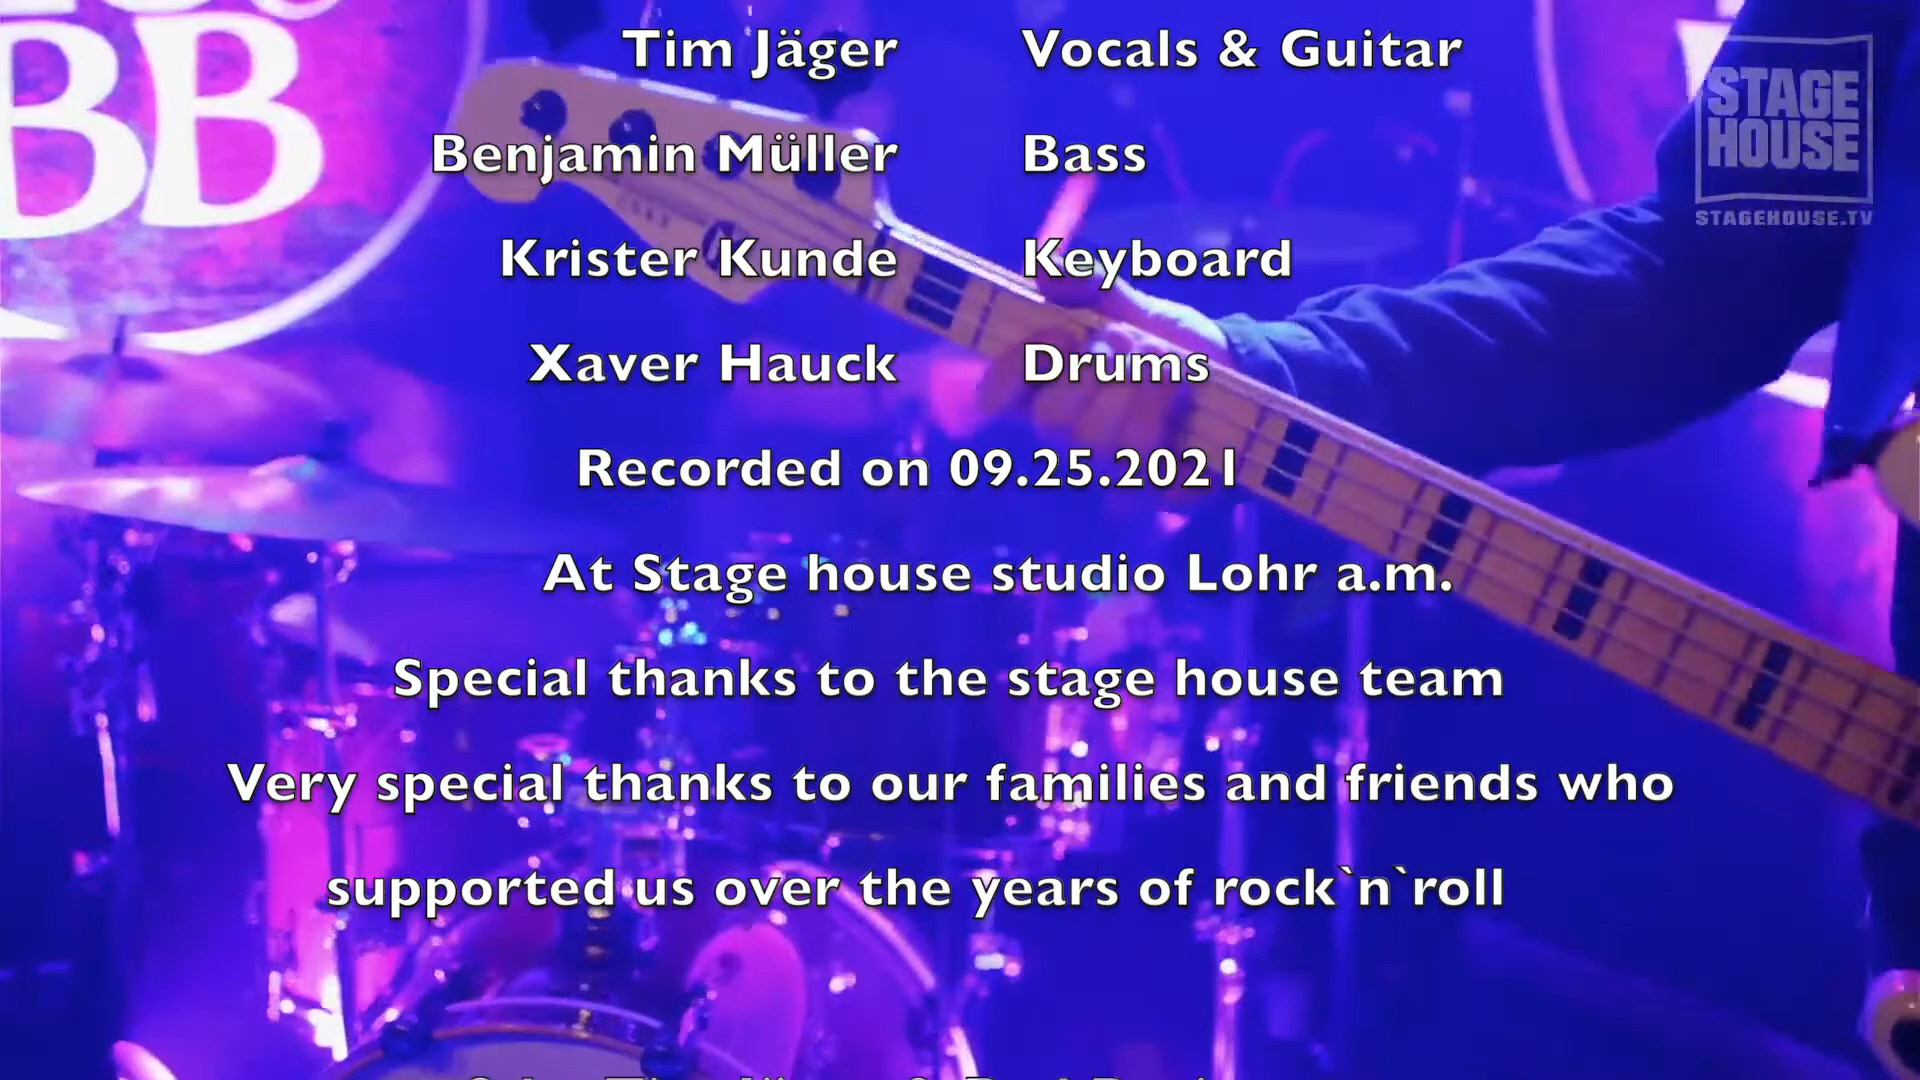 BB
Tim Jäger Vocals & Guitar
STAGE
HOUSE
STAGEHOUSE.TV
Benjamin Müller Bass
Krister Kunde Keyboard
Xaver Hauck Drums
Recorded on 09.25.2021
At Stage house studio Lohr a.m.
Special thanks to the stage house team
Very special thanks to our families and friends who
supported us over the years of rock`n`roll